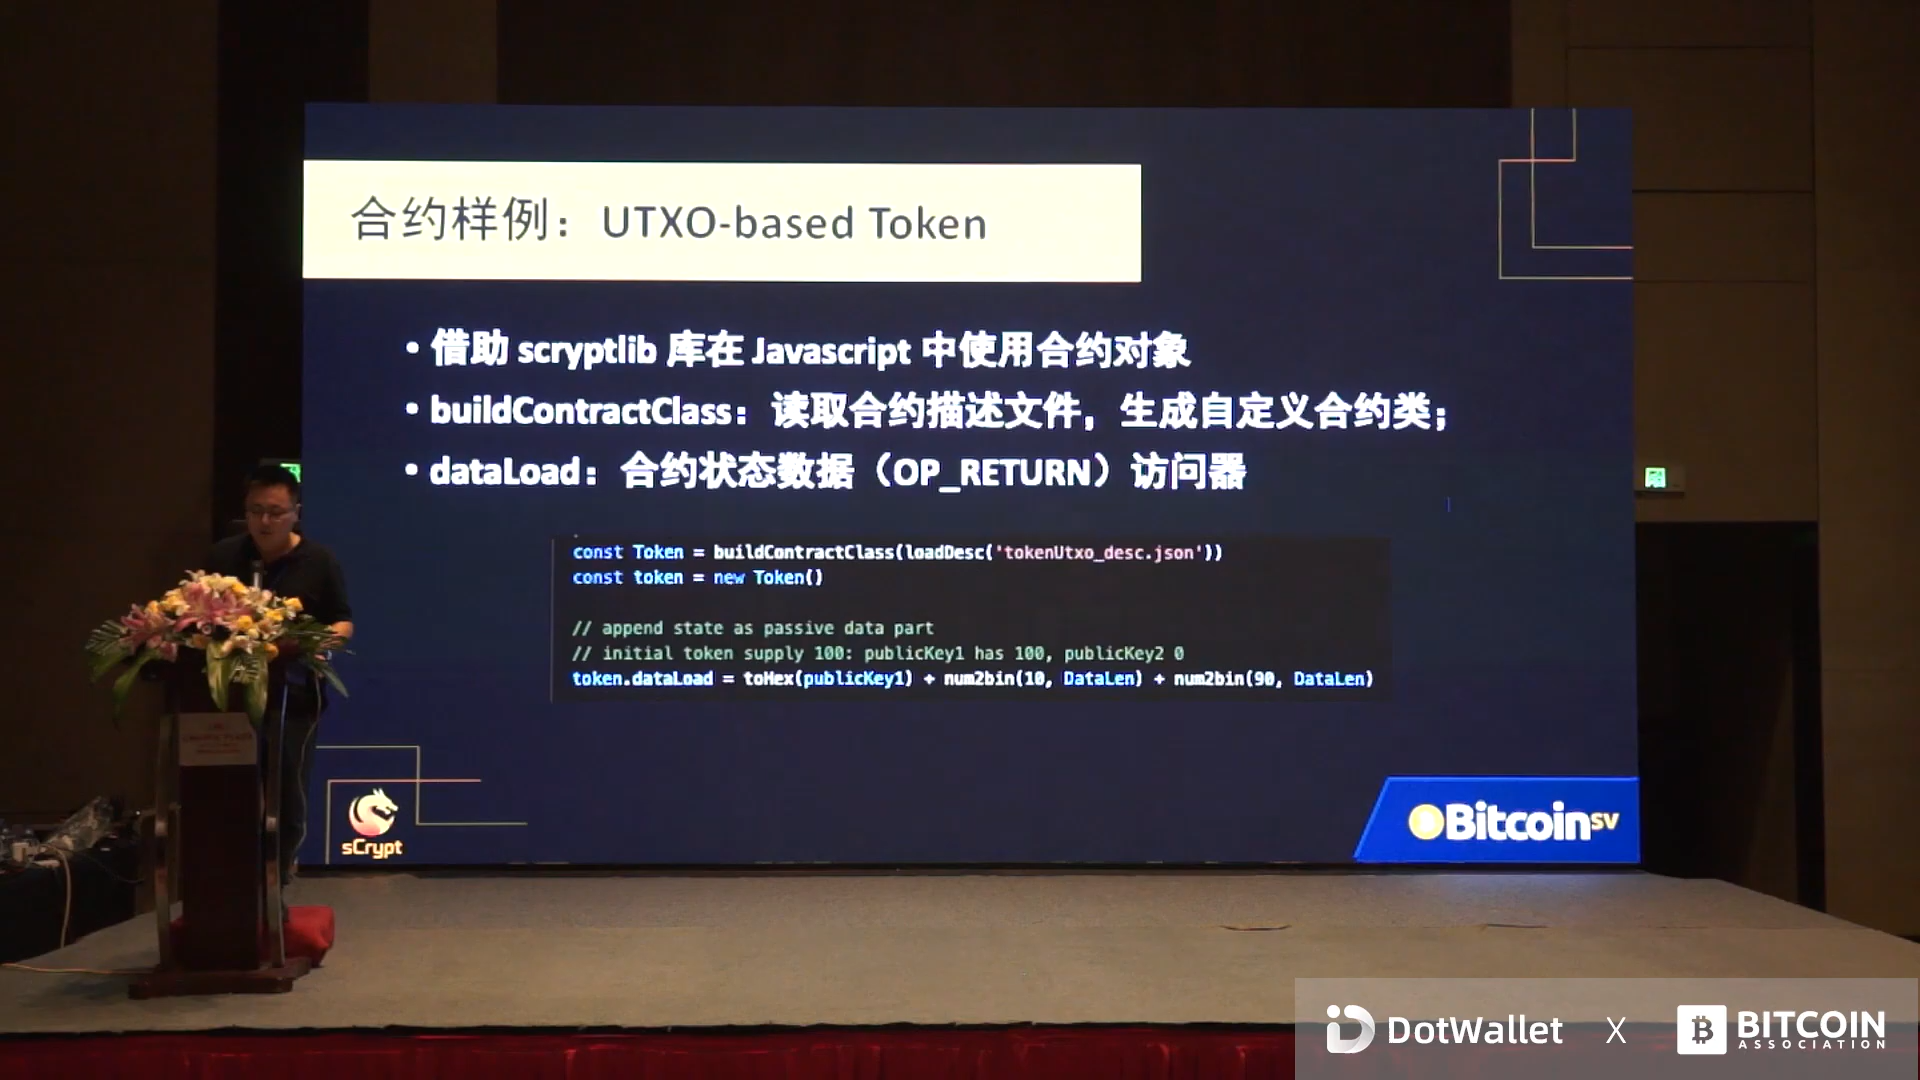 合约样例：UTXO-based Token
• 借助 scryptlib 库在 Javascript 中使用合约对象
• buildContractClass：读取合约描述文件，生成自定义合约类；
• dataLoad：合约状态数据（OP_RETURN）访问器
const Token = buildContractClass(loadDesc('tokenUtxo_desc.json'))
const token = new Token()
// append state as passive data part
// initial token supply 100: publicKey1 has 100, publicKey2 0
token.dataLoad = toHex(publicKey1) + num2bin(10, DataLen) + num2bin(90, DataLen)
sCrypt
BitcoinSV
DotWallet X BITCOIN
ASSOCIATION